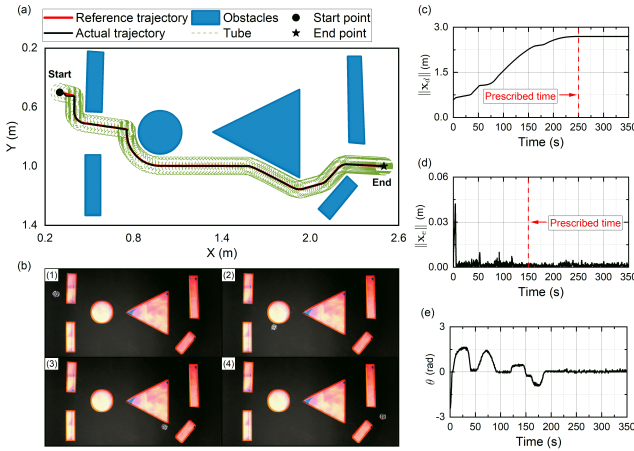 (a)
Reference trajectory
Obstacles
Start point
Actual trajectory
Tube
End point
0.2
0.6
1.0
1.4
Y (m)
Start
End
0.2
0.8
1.4
2.0
2.6
X (m)
(b)
(1)
(2)
(3)
(4)
(c)
3.0
1.5
0.0
||x_d|| (m)
Prescribed time
0 50 100 150 200 250 300 350
Time (s)
(d)
0.06
0.03
0.00
||x_e|| (m)
Prescribed time
0 50 100 150 200 250 300 350
Time (s)
(e)
3
0
-3
θ (rad)
0 50 100 150 200 250 300 350
Time (s)